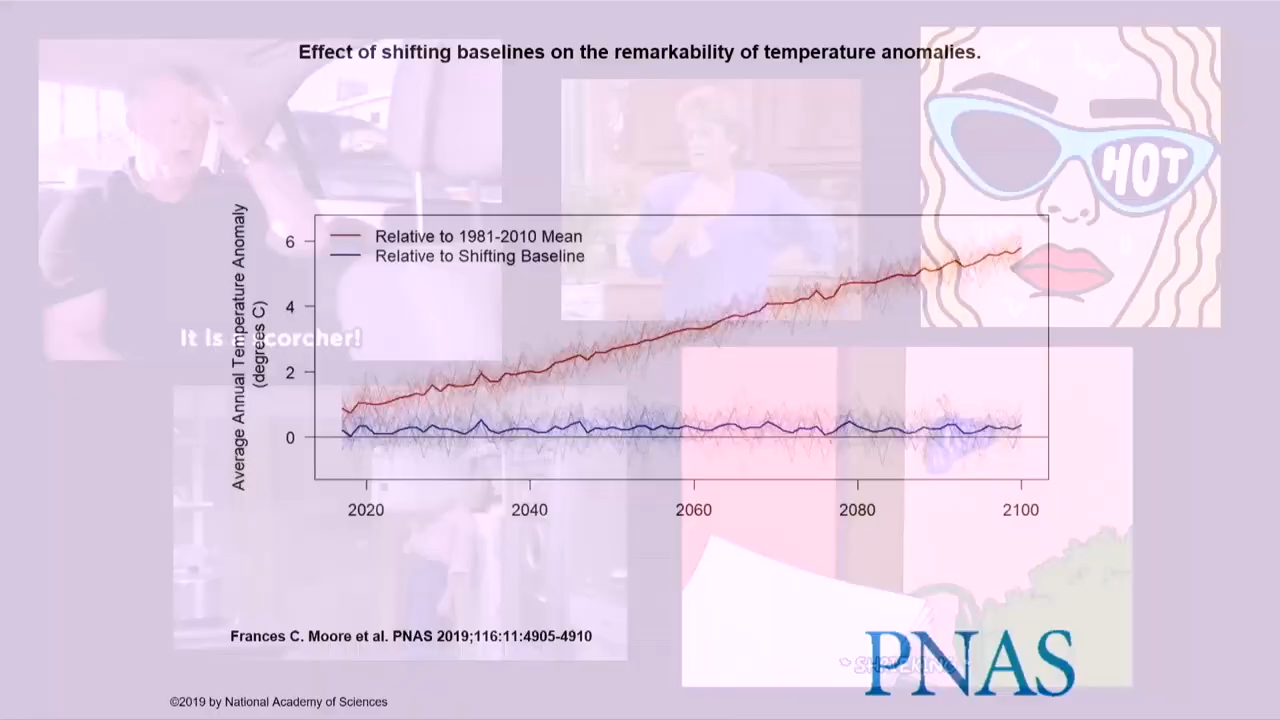 Effect of shifting baselines on the remarkability of temperature anomalies.
HOT
Average Annual Temperature Anomaly
(degrees C)
Relative to 1981-2010 Mean
Relative to Shifting Baseline
6
4
2
0
It Is a scorcher!
2020
2040
2060
2080
2100
Frances C. Moore et al. PNAS 2019;116:11:4905-4910
PNAS
*SHRIEKING*
©2019 by National Academy of Sciences